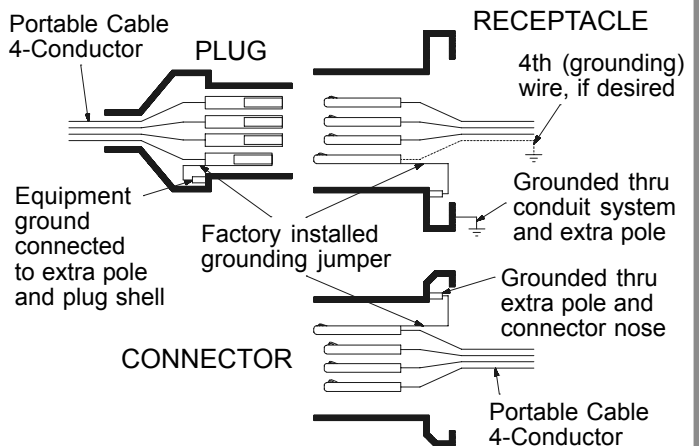 Portable Cable
4-Conductor
PLUG
RECEPTACLE
4th (grounding)
wire, if desired
Equipment
ground
connected
to extra pole
and plug shell
Factory installed
grounding jumper
Grounded thru
conduit system
and extra pole
Grounded thru
extra pole and
connector nose
CONNECTOR
Portable Cable
4-Conductor